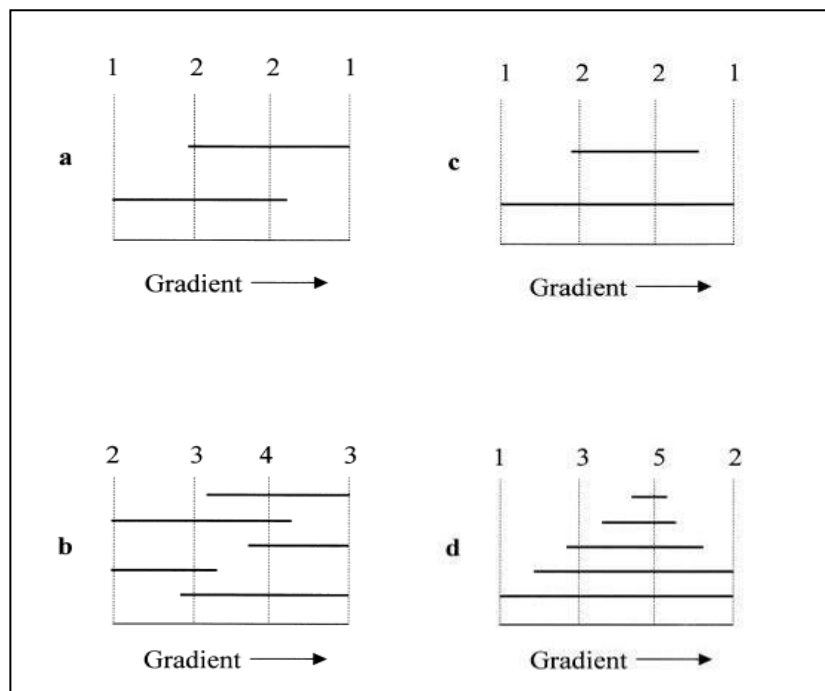 1 2 2 1
a
Gradient
1 2 2 1
c
Gradient
2 3 4 3
b
Gradient
1 3 5 2
d
Gradient